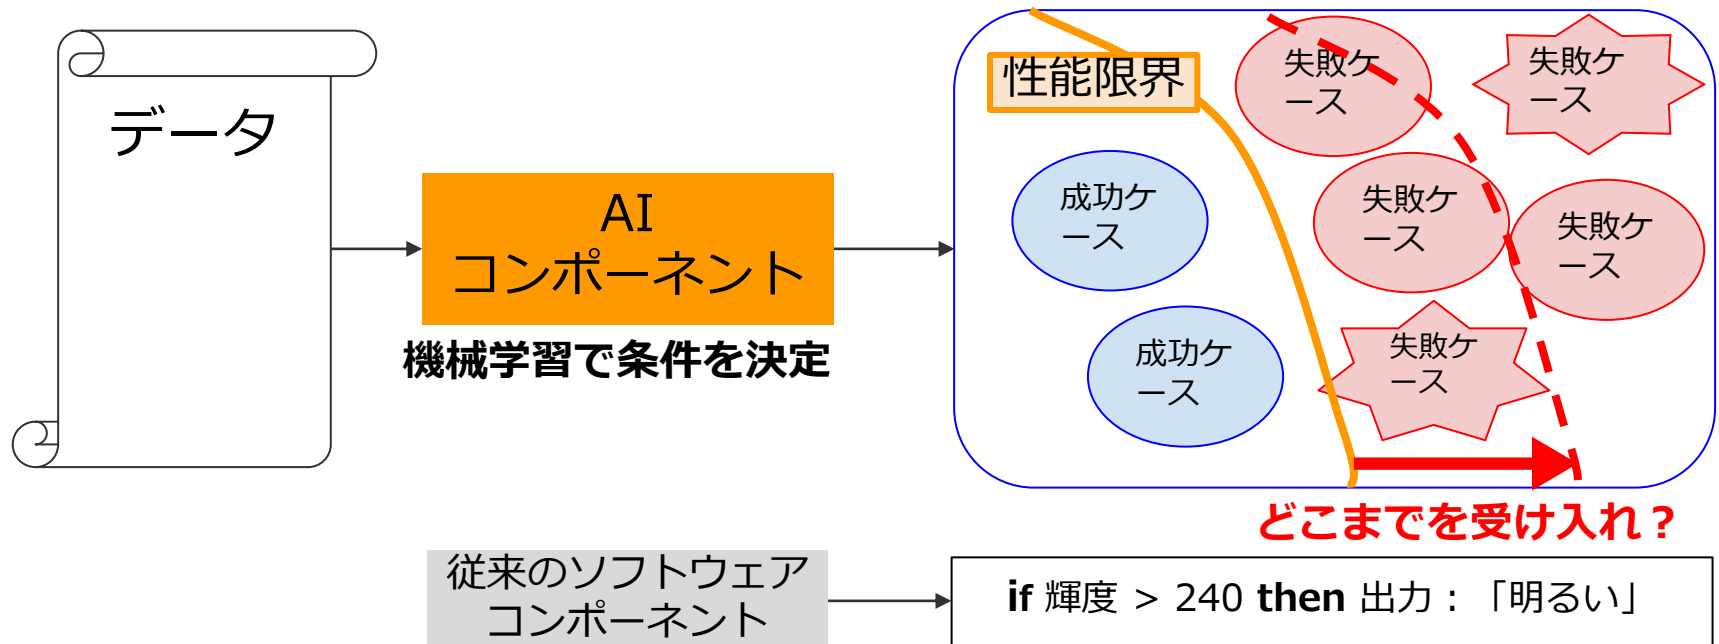 データ
AI
コンポーネント
機械学習で条件を決定
性能限界
成功ケ
ース
成功ケ
ース
失敗ケ
ース
失敗ケ
ース
失敗ケ
ース
失敗ケ
ース
失敗ケ
ース
どこまでを受け入れ？
従来のソフトウェア
コンポーネント
if 輝度 > 240 then 出力：「明るい」